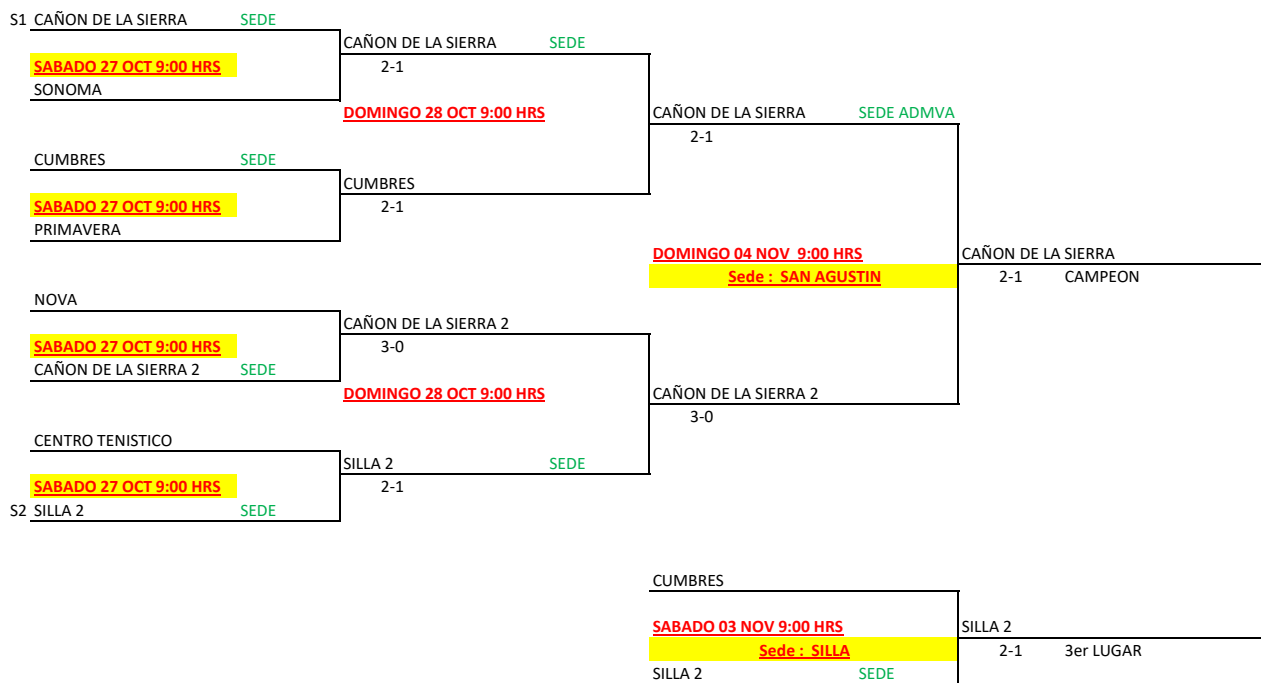 S1 CAÑON DE LA SIERRA SEDE
CAÑON DE LA SIERRA SEDE
SABADO 27 OCT 9:00 HRS
2-1
SONOMA
DOMINGO 28 OCT 9:00 HRS
CAÑON DE LA SIERRA SEDE ADMVA
2-1
CUMBRES SEDE
CUMBRES
SABADO 27 OCT 9:00 HRS
2-1
PRIMAVERA
DOMINGO 04 NOV 9:00 HRS
CAÑON DE LA SIERRA
Sede : SAN AGUSTIN
2-1 CAMPEON
NOVA
CAÑON DE LA SIERRA 2
SABADO 27 OCT 9:00 HRS
3-0
CAÑON DE LA SIERRA 2 SEDE
DOMINGO 28 OCT 9:00 HRS
CAÑON DE LA SIERRA 2
3-0
CENTRO TENISTICO
SILLA 2 SEDE
SABADO 27 OCT 9:00 HRS
2-1
S2 SILLA 2 SEDE
CUMBRES
SABADO 03 NOV 9:00 HRS
SILLA 2
Sede : SILLA
2-1 3er LUGAR
SILLA 2 SEDE